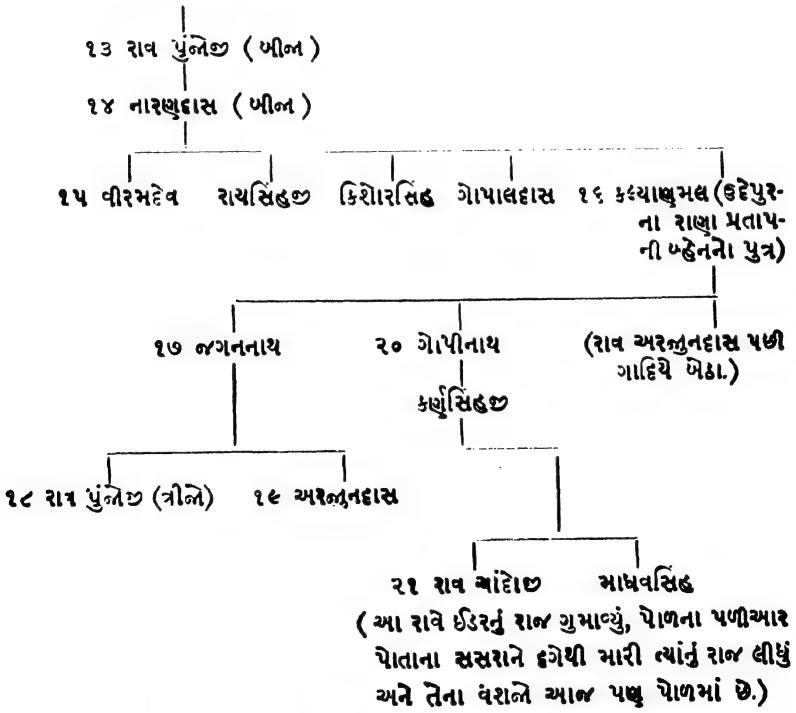 ૧૩ રાવ પુંજોજી ( બીજા )
૧૪ નારણદાસ ( બીજા )
૧૫ વીરમદેવ રાયસિંહજી કિશોરસિંહ ગોપાલદાસ ૧૬ કલ્યાણમલ (ઉદેપુર-
ના રાણા પ્રતાપ-
ની બ્હેનનો પુત્ર)
૧૭ જગન્નાથ ૨૦ ગોપીનાથ (રાવ અરજુનદાસ પછી
ગાદિયે બેઠા.)
કર્ણસિંહજી
૧૮ રાવ પુંજોજી (ત્રીજો) ૧૯ અરજુનદાસ
૨૧ રાવ ચાંદોજી માધવસિંહ
( આ રાવે ઈડરનું રાજ ગુમાવ્યું, પોળના પળીઆર
પોતાના સસરાને દગેથી મારી ત્યાંનું રાજ લીધું
અને તેના વંશજો આજ પણ પોળમાં છે.)